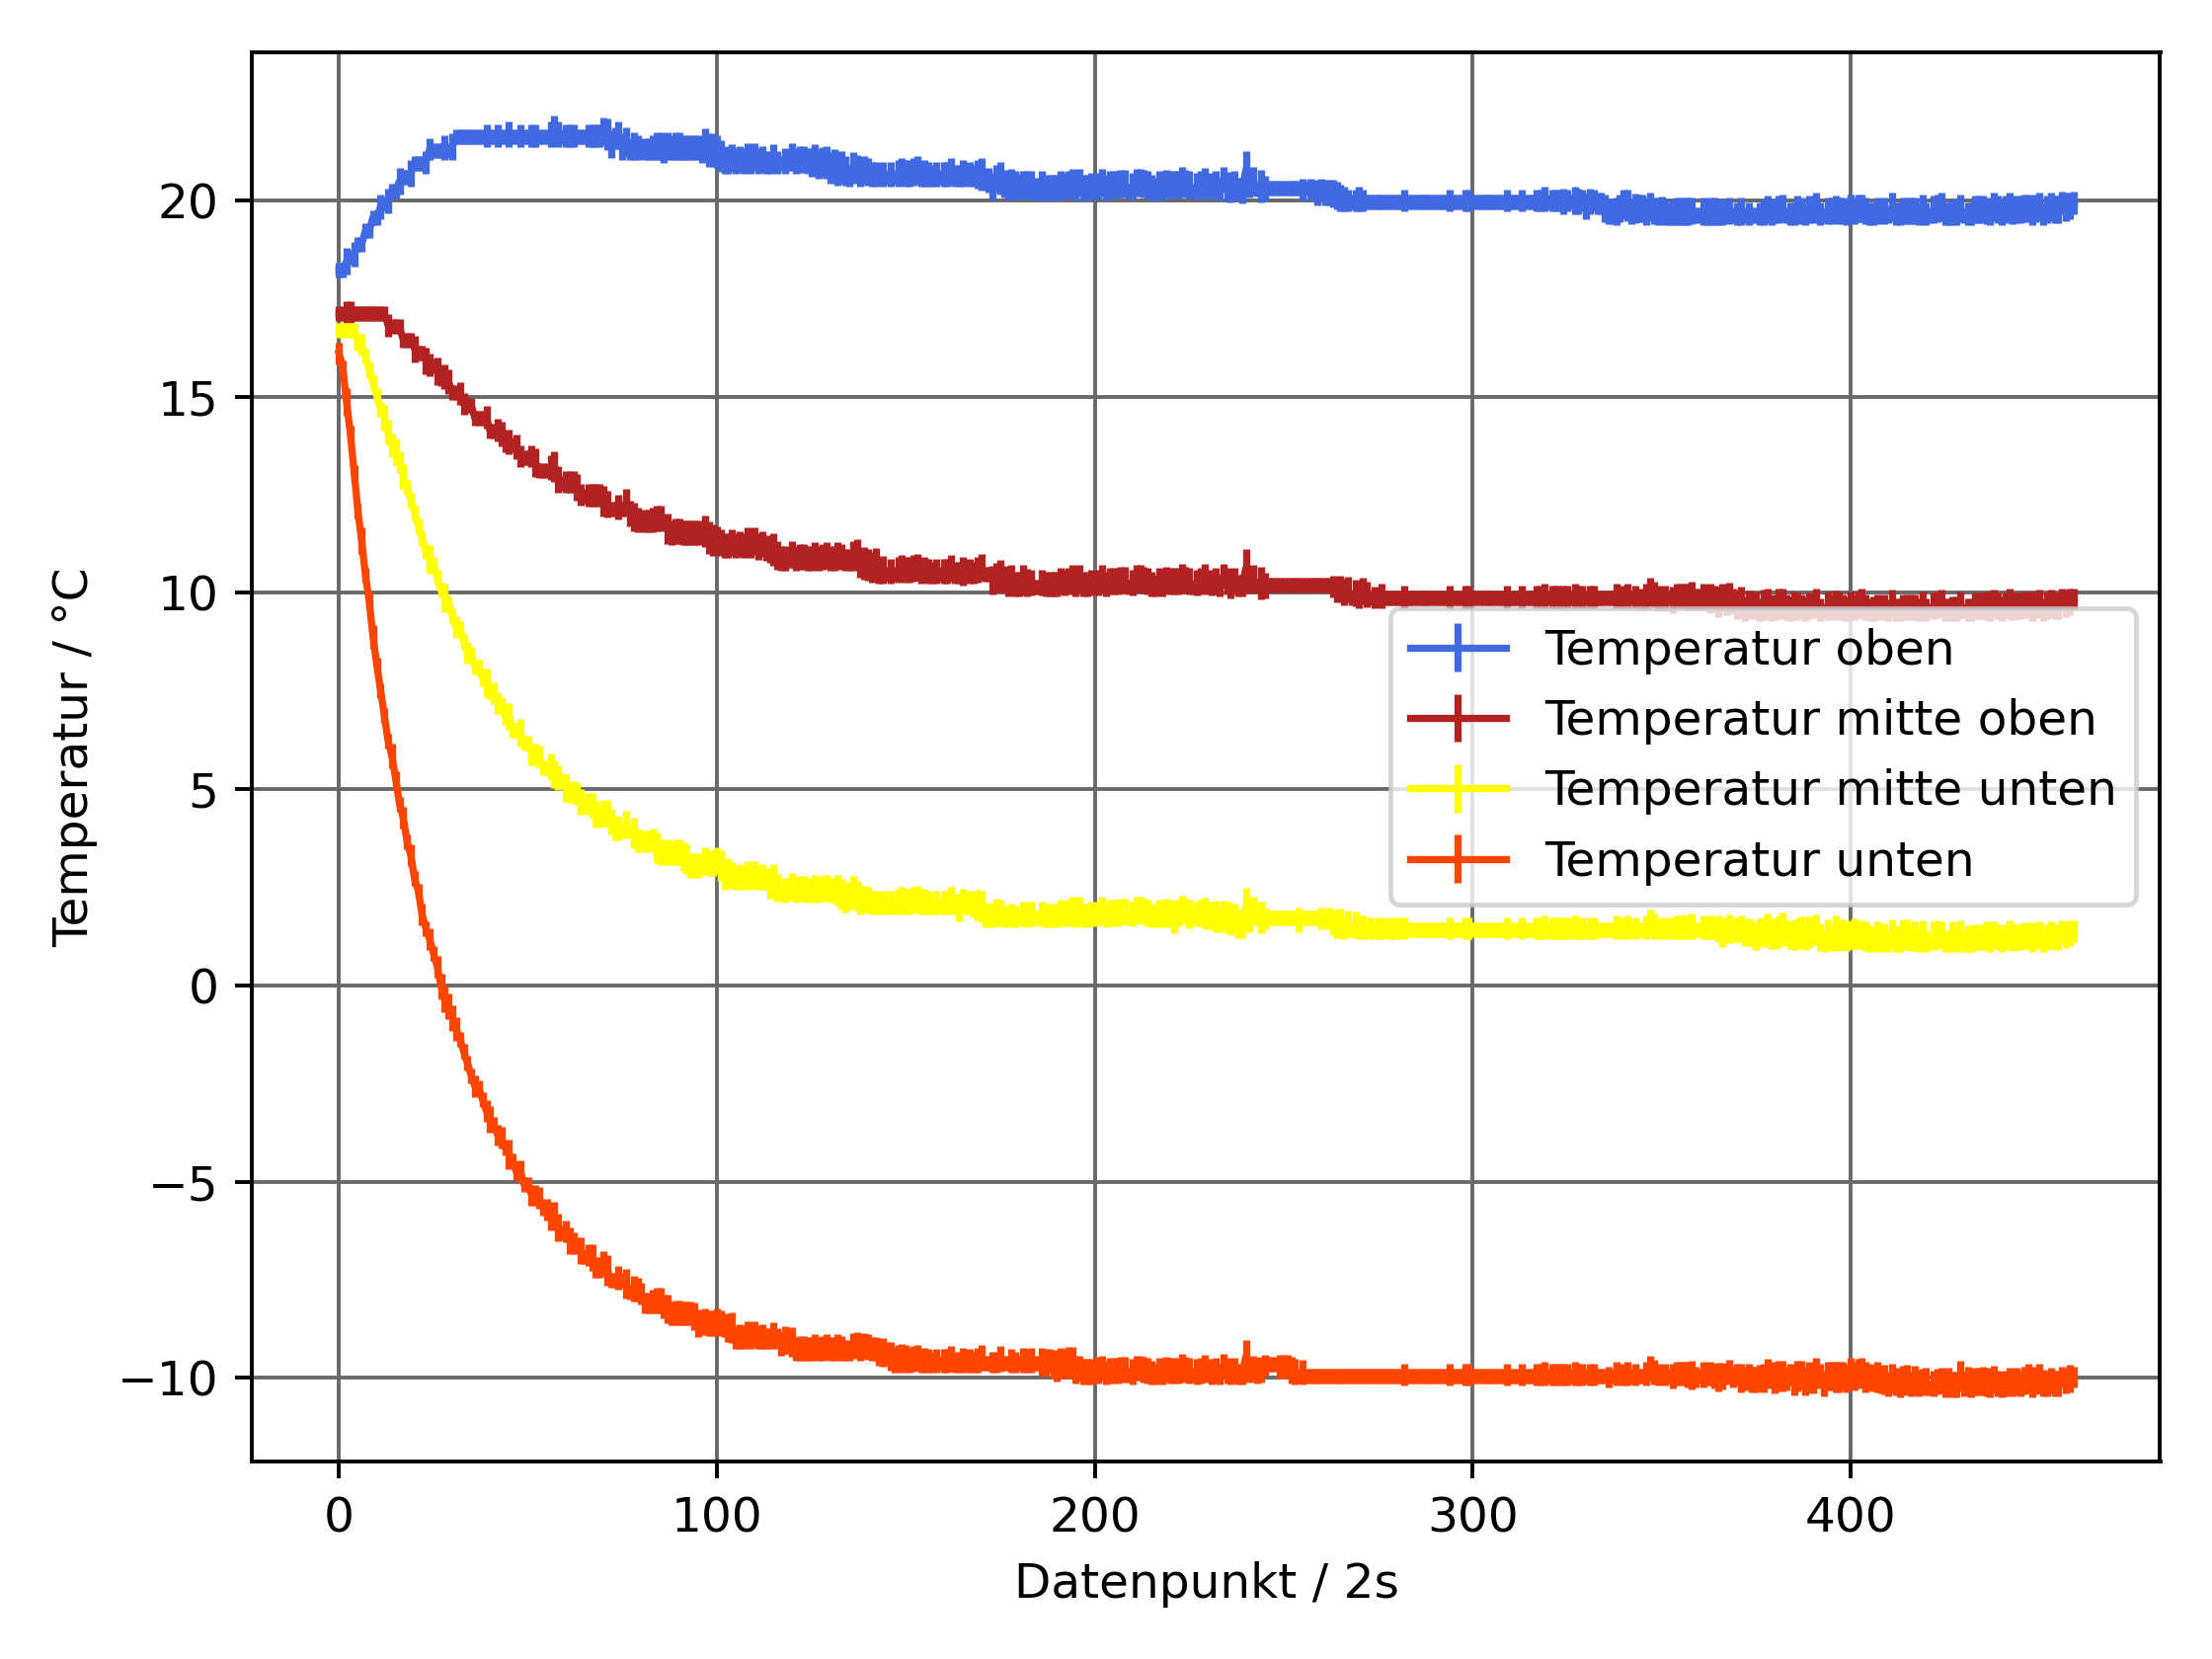 Temperatur / °C
20
15
10
5
0
−5
−10
Temperatur oben
Temperatur mitte oben
Temperatur mitte unten
Temperatur unten
0 100 200 300 400
Datenpunkt / 2s